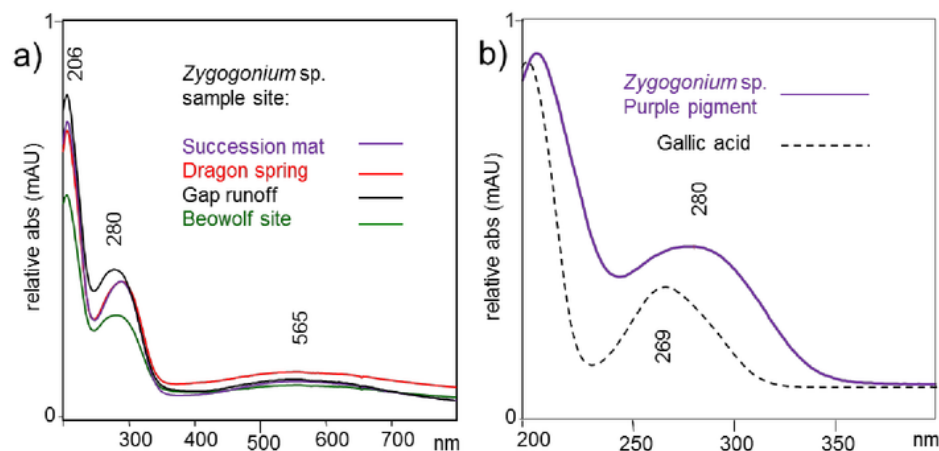 a)
1
206
280
565
Zygogonium sp.
sample site:
Succession mat
Dragon spring
Gap runoff
Beowolf site
relative abs (mAU)
0
200 300 400 500 600 700 nm
b)
1
Zygogonium sp.
Purple pigment
Gallic acid
280
269
relative abs (mAU)
0
200 250 300 350 nm